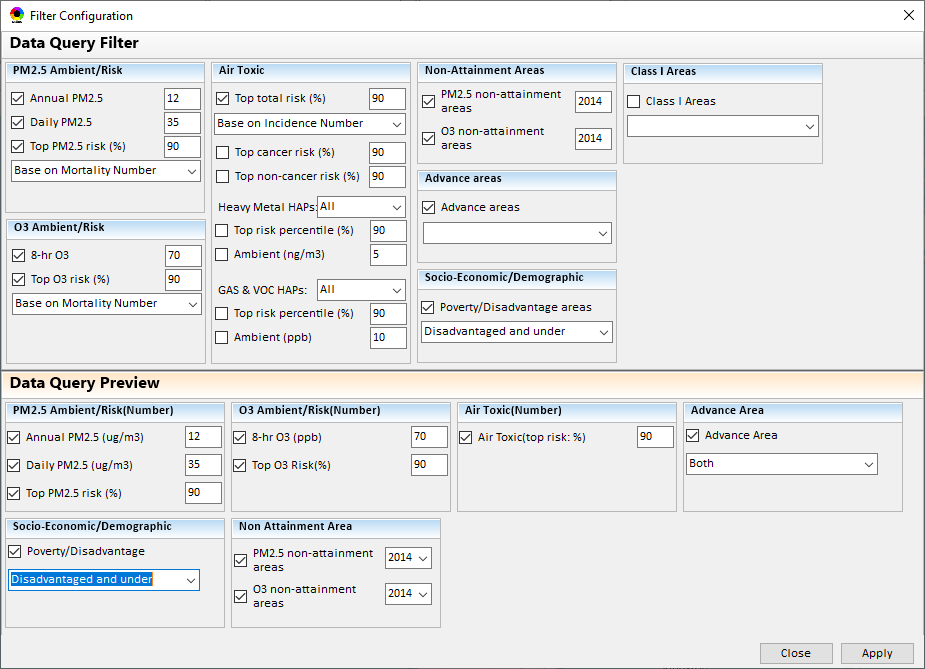 Filter Configuration
Data Query Filter
PM2.5 Ambient/Risk
Annual PM2.5 12
Daily PM2.5 35
Top PM2.5 risk (%) 90
Base on Mortality Number
O3 Ambient/Risk
8-hr O3 70
Top O3 risk (%) 90
Base on Mortality Number
Air Toxic
Top total risk (%) 90
Base on Incidence Number
Top cancer risk (%) 90
Top non-cancer risk (%) 90
Heavy Metal HAPs: All
Top risk percentile (%) 90
Ambient (ng/m3) 5
GAS & VOC HAPs: All
Top risk percentile (%) 90
Ambient (ppb) 10
Non-Attainment Areas
PM2.5 non-attainment
areas 2014
O3 non-attainment
areas 2014
Advance areas
Advance areas
Socio-Economic/Demographic
Poverty/Disadvantage areas
Disadvantaged and under
Class I Areas
Class I Areas
Data Query Preview
PM2.5 Ambient/Risk(Number)
Annual PM2.5 (ug/m3) 12
Daily PM2.5 (ug/m3) 35
Top PM2.5 risk (%) 90
O3 Ambient/Risk(Number)
8-hr O3 (ppb) 70
Top O3 Risk(%) 90
Air Toxic(Number)
Air Toxic(top risk: %) 90
Advance Area
Advance Area
Both
Socio-Economic/Demographic
Poverty/Disadvantage
Disadvantaged and under
Non Attainment Area
PM2.5 non-attainment
areas 2014
O3 non-attainment
areas 2014
Close Apply